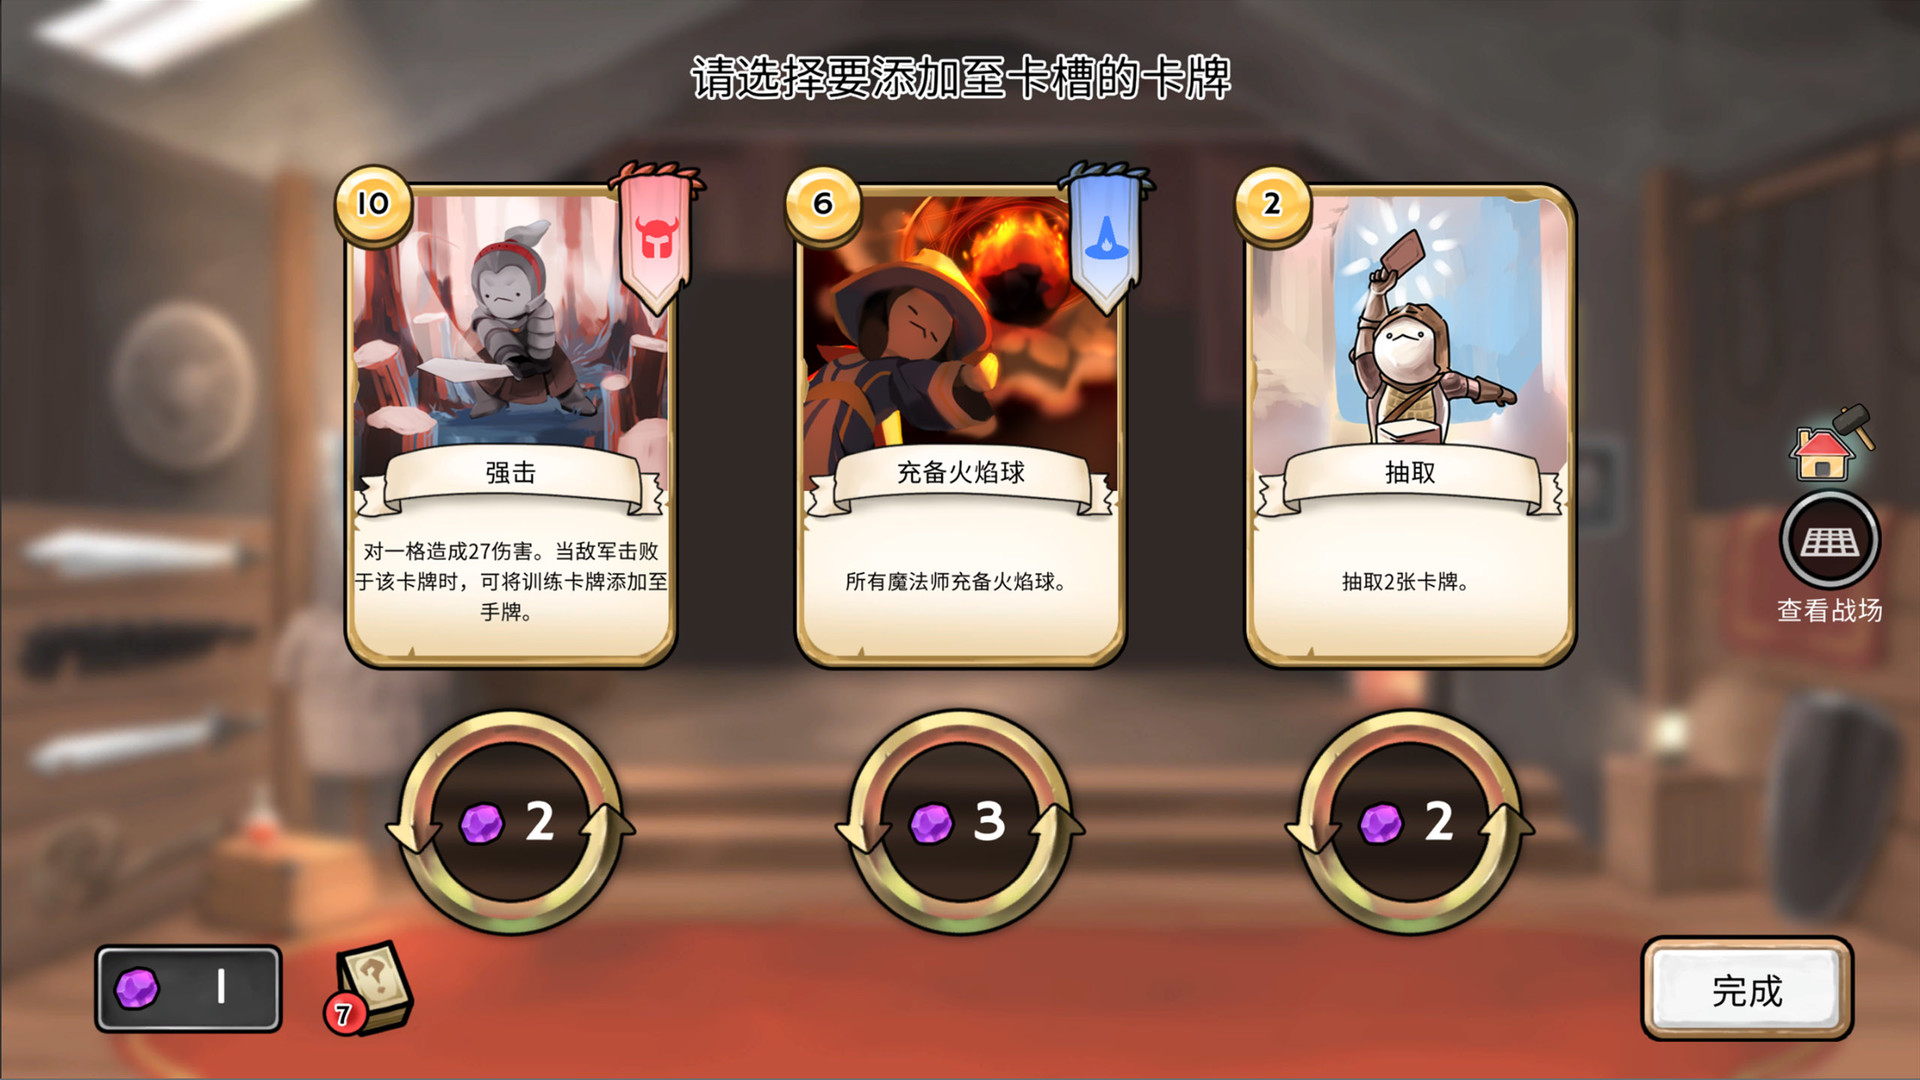 请选择要添加至卡槽的卡牌
10
6
2
强击
充备火焰球
抽取
对一格造成27伤害。当敌军击败
于该卡牌时，可将训练卡牌添加至
手牌。
所有魔法师充备火焰球。
抽取2张卡牌。
查看战场
2
3
2
1
?
7
完成